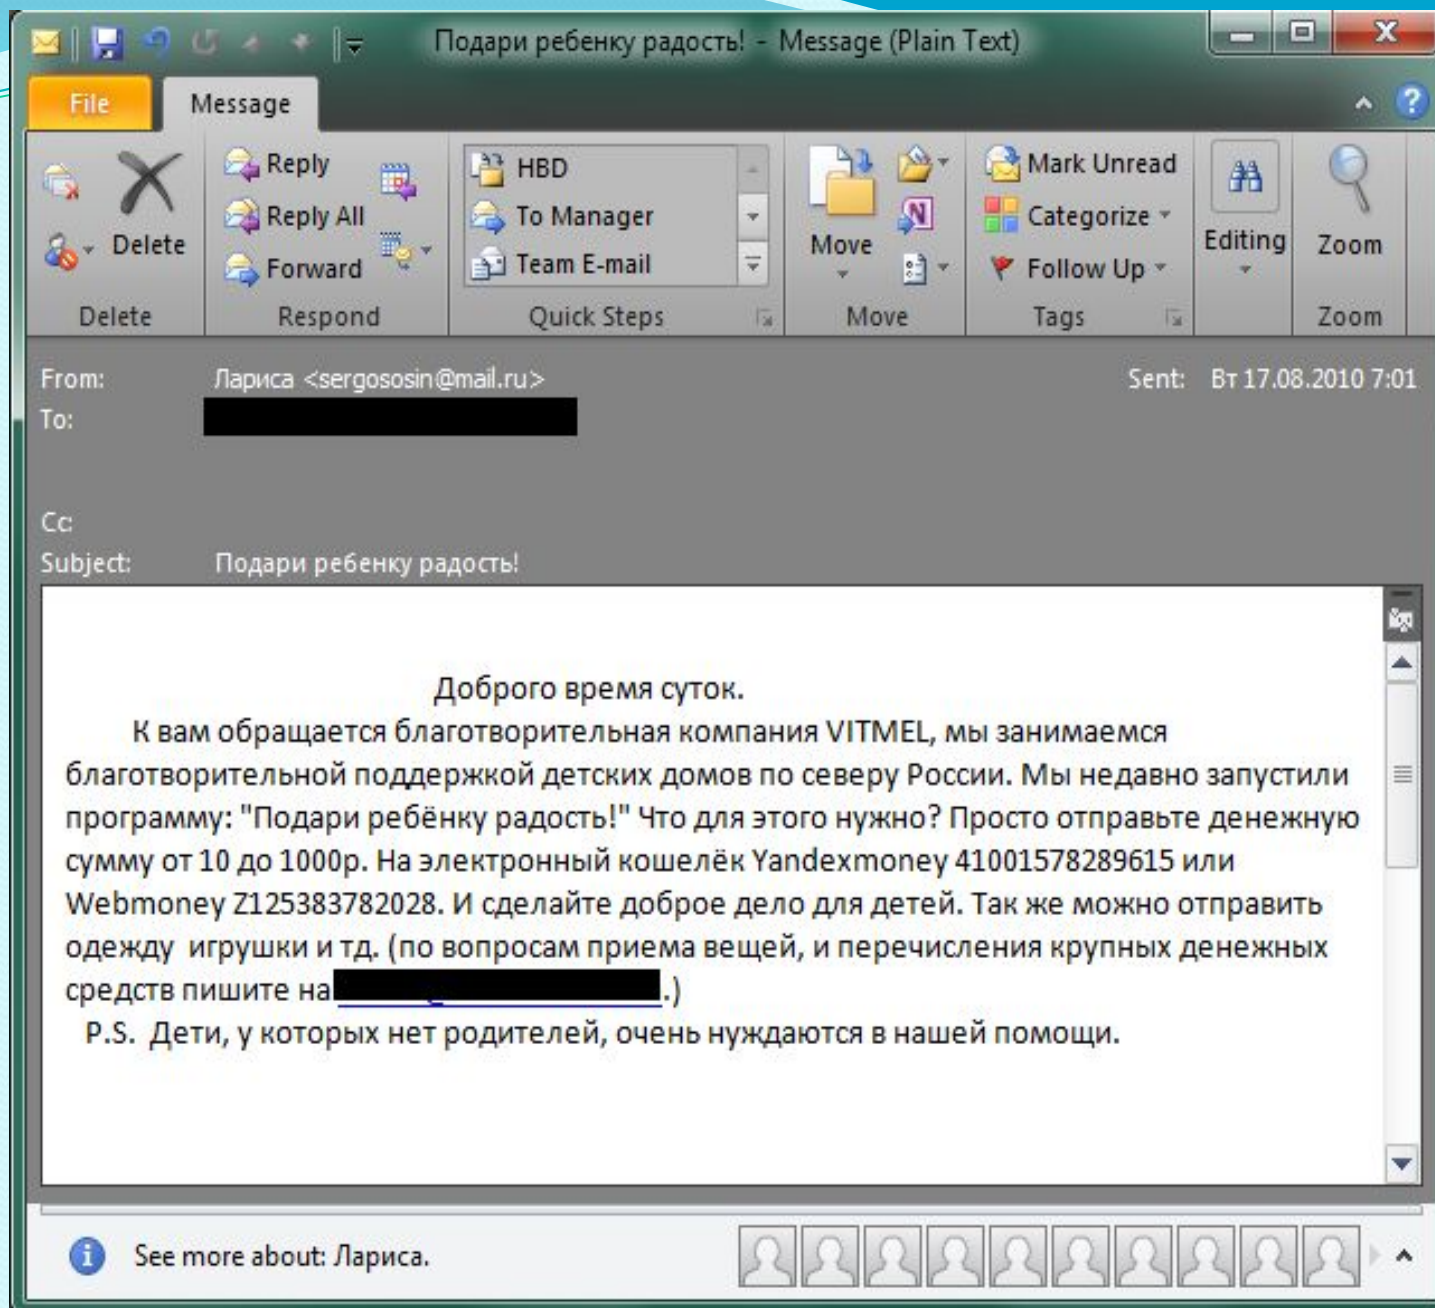 Подари ребенку радость! - Message (Plain Text)
File Message
Reply
Reply All
Forward
Delete
HBD
To Manager
Team E-mail
Move
Mark Unread
Categorize
Follow Up
Editing
Zoom
Delete Respond Quick Steps Move Tags Zoom
From: Лариса <sergososin@mail.ru> Sent: Вт 17.08.2010 7:01
To:
Cc:
Subject: Подари ребенку радость!
Доброго время суток.
К вам обращается благотворительная компания VITMEL, мы занимаемся
благотворительной поддержкой детских домов по северу России. Мы недавно запустили
программу: "Подари ребёнку радость!" Что для этого нужно? Просто отправьте денежную
сумму от 10 до 1000р. На электронный кошелёк Yandexmoney 41001578289615 или
Webmoney Z125383782028. И сделайте доброе дело для детей. Так же можно отправить
одежду игрушки и тд. (по вопросам приема вещей, и перечисления крупных денежных
средств пишите на .)
P.S. Дети, у которых нет родителей, очень нуждаются в нашей помощи.
See more about: Лариса.